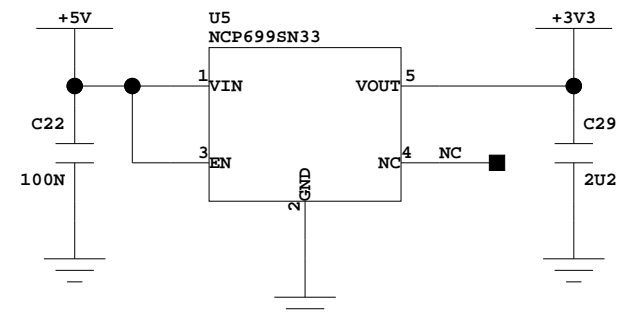 +5V
U5
+3V3
NCP699SN33
1
VIN
VOUT
5
C22
C29
3
EN
NC
4
NC
100N
2U2
GND
2